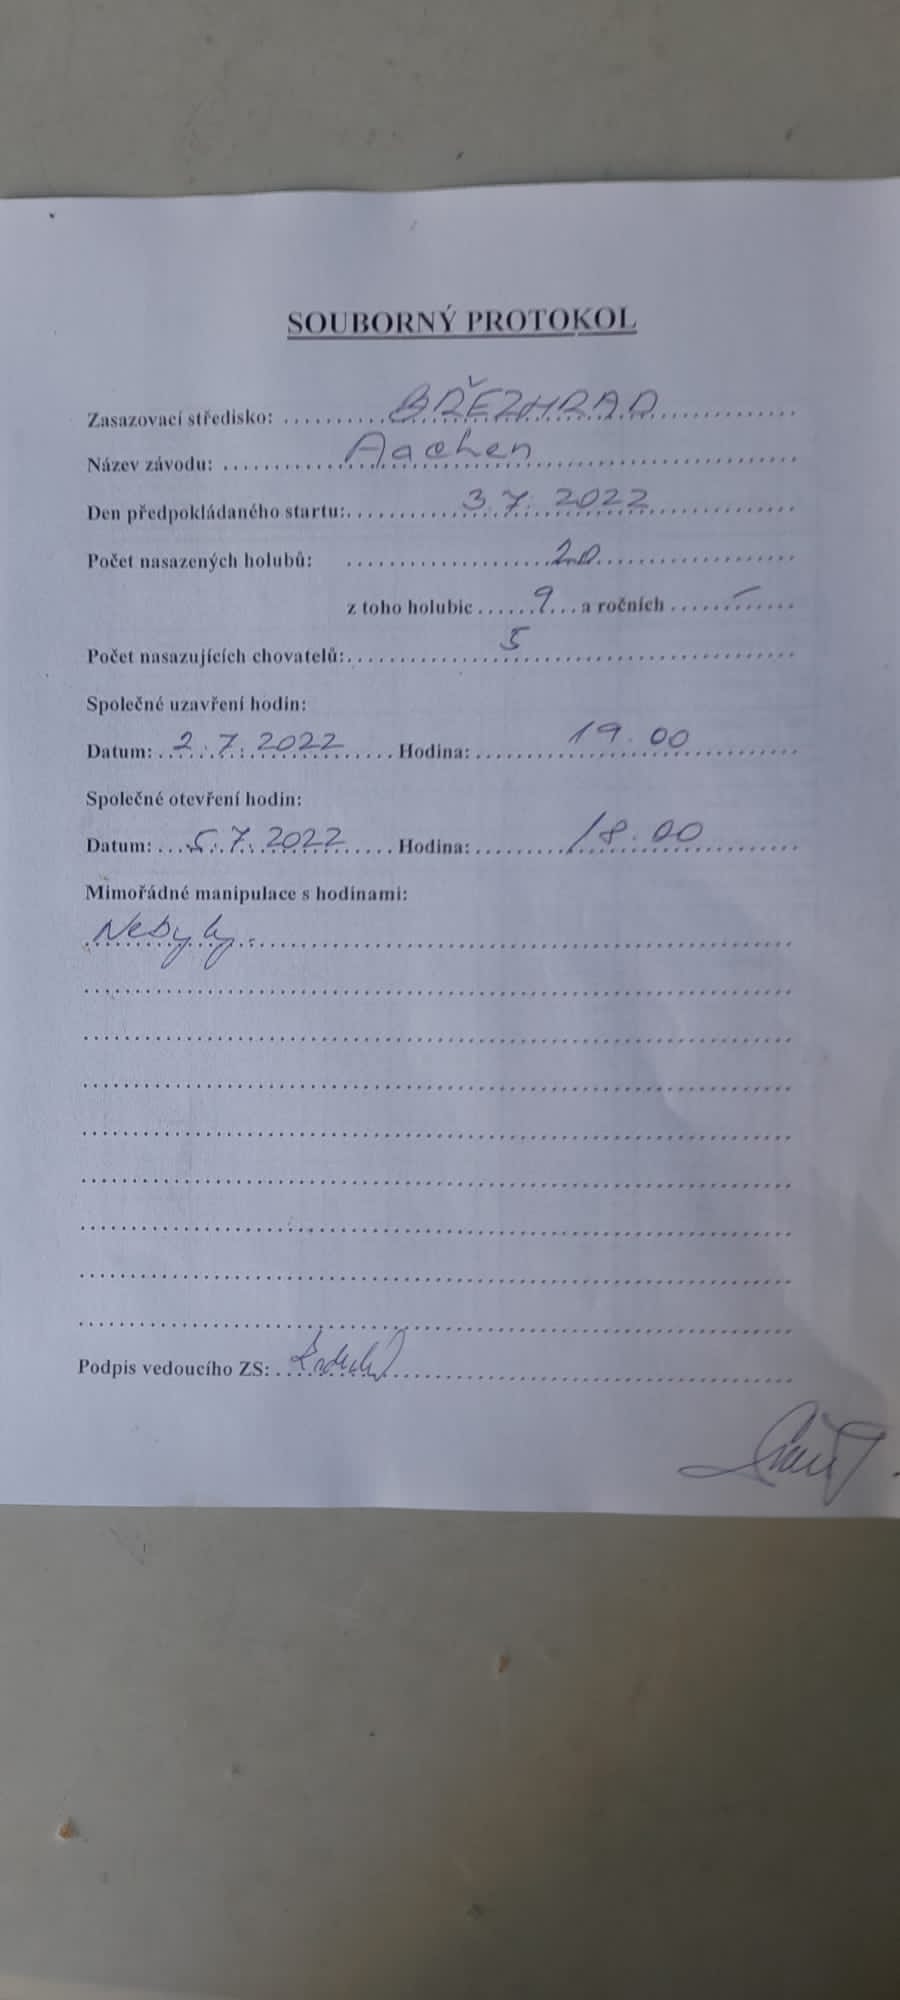 SOUBORNÝ PROTOKOL
Zasazovací středisko: BŘEZHRAD
Název závodu: Aachen
Den předpokládaného startu: 3.7.2022
Počet nasazených holubů: 20
z toho holubic 9 a ročních –
Počet nasazujících chovatelů: 5
Společné uzavření hodin:
Datum: 2.7.2022 Hodina: 19.00
Společné otevření hodin:
Datum: 5.7.2022 Hodina: 18.00
Mimořádné manipulace s hodinami:
Nebyly.
Podpis vedoucího ZS: